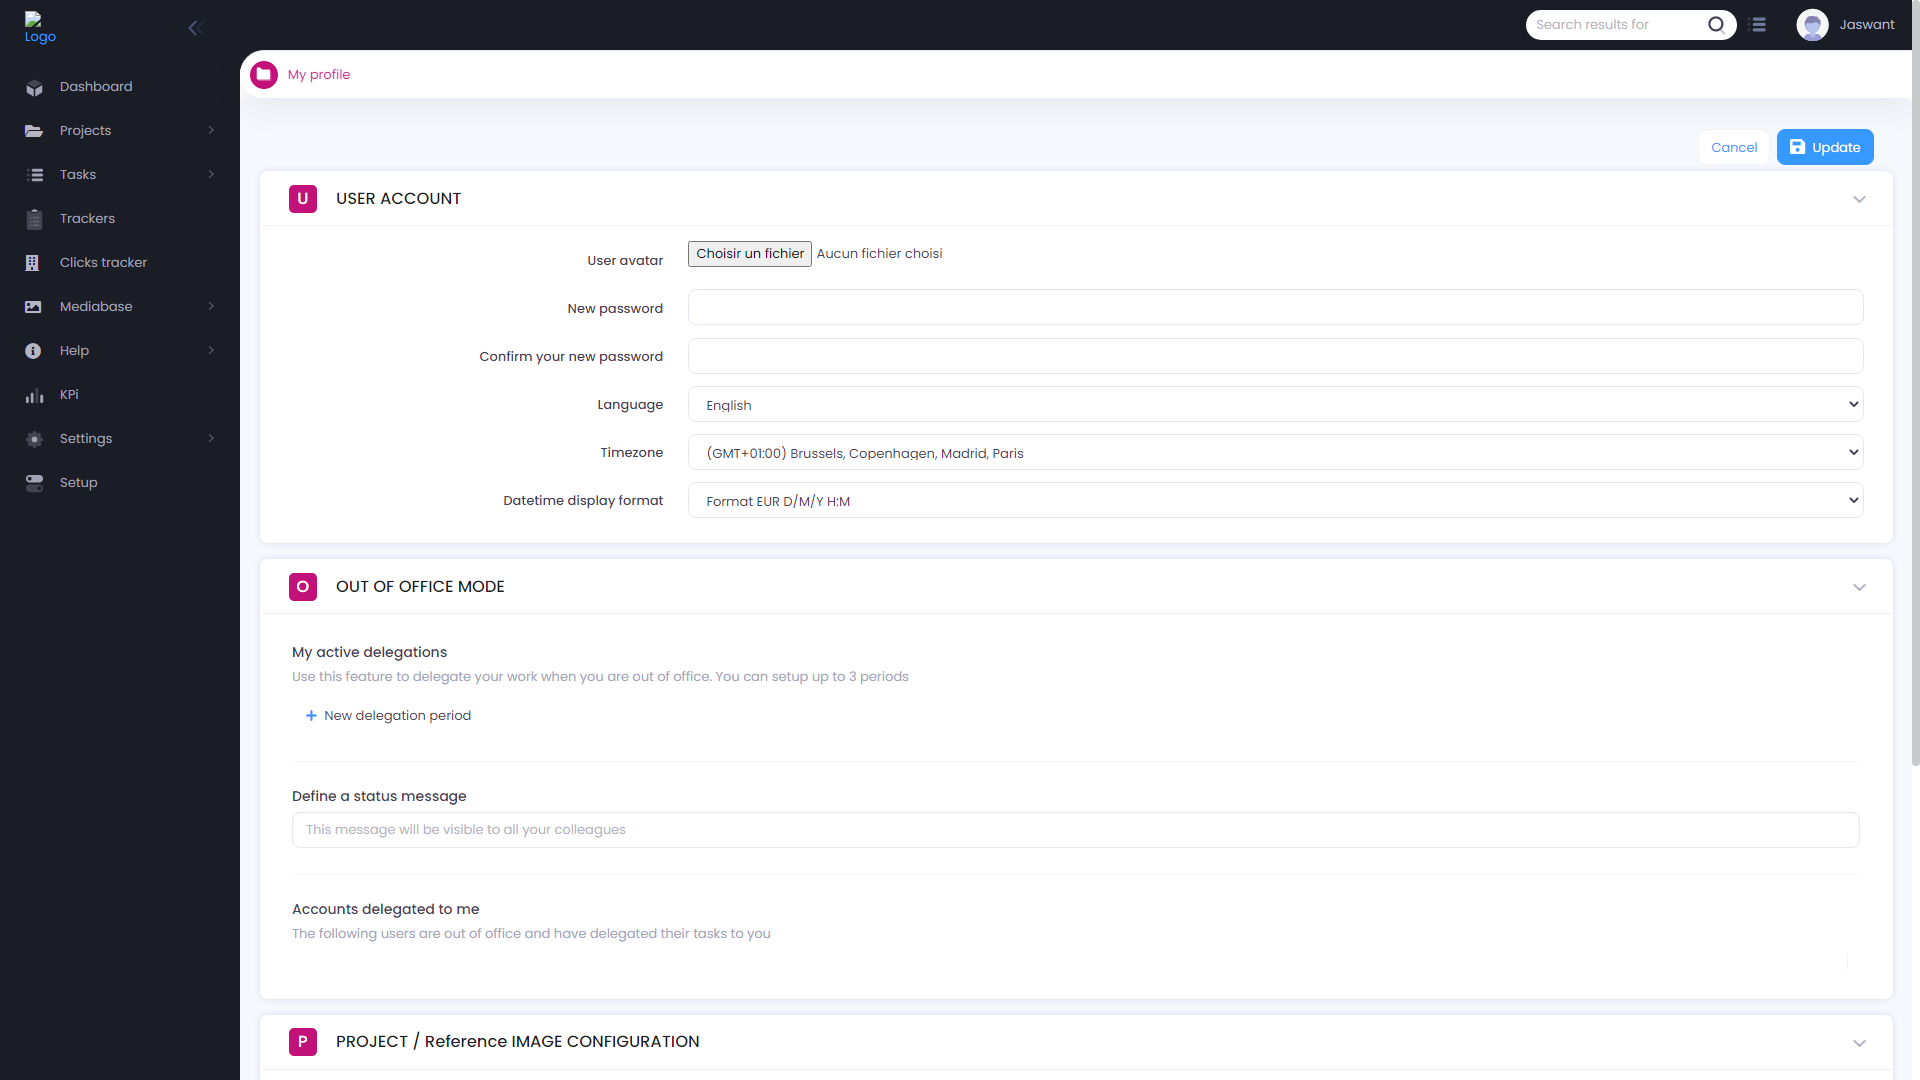 Logo
Search results for
Jaswant
My profile
Dashboard
Projects
Tasks
Trackers
Clicks tracker
Mediabase
Help
KPi
Settings
Setup
Cancel
Update
U USER ACCOUNT
User avatar Choisir un fichier Aucun fichier choisi
New password
Confirm your new password
Language English
Timezone (GMT+01:00) Brussels, Copenhagen, Madrid, Paris
Datetime display format Format EUR D/M/Y H:M
O OUT OF OFFICE MODE
My active delegations
Use this feature to delegate your work when you are out of office. You can setup up to 3 periods
+ New delegation period
Define a status message
This message will be visible to all your colleagues
Accounts delegated to me
The following users are out of office and have delegated their tasks to you
P PROJECT / Reference IMAGE CONFIGURATION